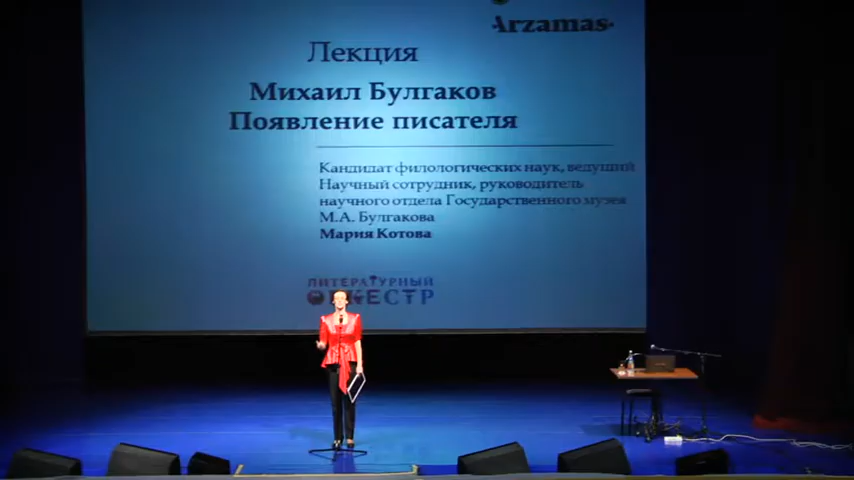 Arzamas
Лекция
Михаил Булгаков
Появление писателя
Кандидат филологических наук, ведущий
Научный сотрудник, руководитель
научного отдела Государственного музея
М.А. Булгакова
Мария Котова
ЛИТЕРАТУРНЫЙ
ОРКЕСТР